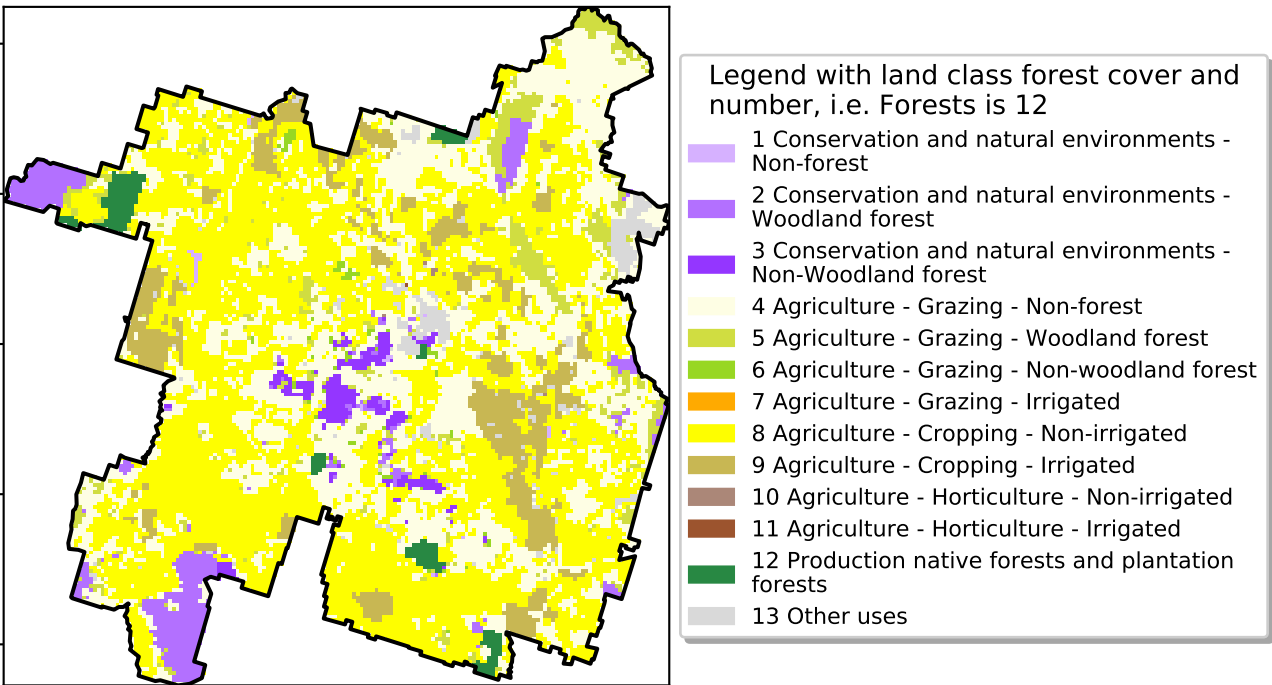 Legend with land class forest cover and
number, i.e. Forests is 12
1 Conservation and natural environments -
Non-forest
2 Conservation and natural environments -
Woodland forest
3 Conservation and natural environments -
Non-Woodland forest
4 Agriculture - Grazing - Non-forest
5 Agriculture - Grazing - Woodland forest
6 Agriculture - Grazing - Non-woodland forest
7 Agriculture - Grazing - Irrigated
8 Agriculture - Cropping - Non-irrigated
9 Agriculture - Cropping - Irrigated
10 Agriculture - Horticulture - Non-irrigated
11 Agriculture - Horticulture - Irrigated
12 Production native forests and plantation
forests
13 Other uses